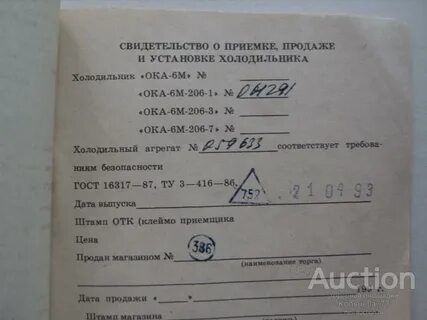 СВИДЕТЕЛЬСТВО О ПРИЕМКЕ, ПРОДАЖЕ
И УСТАНОВКЕ ХОЛОДИЛЬНИКА
Холодильник «ОКА-6М» №
«ОКА-6М-206-1» №
«ОКА-6М-206-3» №
«ОКА-6М-206-7» №
Холодильный агрегат № 059633 соответствует требова-
ниям безопасности
ГОСТ 16317—87, ТУ 3—416—86.
752
21 04 93
Дата выпуска
Штамп ОТК (клеймо приемщика
Цена
386
Продан магазином №
(наименование торга)
Дата продажи «
199 г.
Штамп магазина
Auction